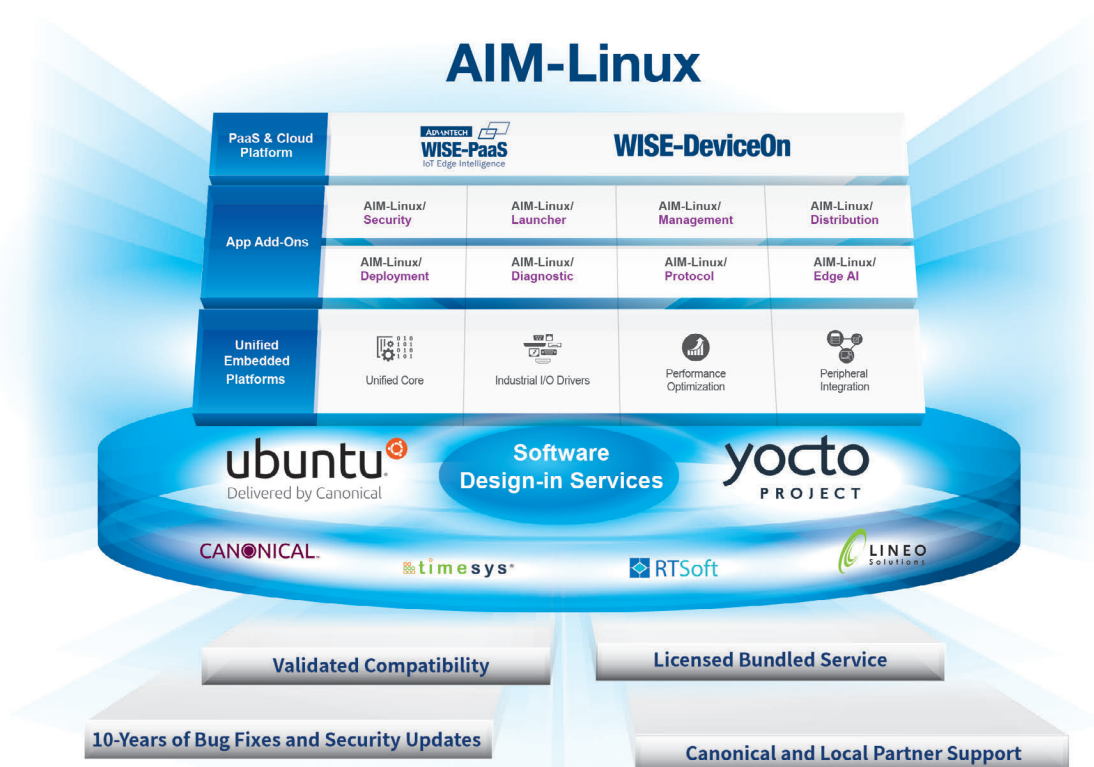 AIM-Linux
PaaS & Cloud
Platform
ADVANTECH
WISE-PaaS
IoT Edge Intelligence
WISE-DeviceOn
App Add-Ons
AIM-Linux/
Security
AIM-Linux/
Launcher
AIM-Linux/
Management
AIM-Linux/
Distribution
AIM-Linux/
Deployment
AIM-Linux/
Diagnostic
AIM-Linux/
Protocol
AIM-Linux/
Edge AI
Unified
Embedded
Platforms
Unified Core
Industrial I/O Drivers
Performance
Optimization
Peripheral
Integration
ubuntu
Delivered by Canonical
Software
Design-in Services
yocto
PROJECT
CANONICAL
timesys
RTSoft
LINEO
Solutions
Validated Compatibility
Licensed Bundled Service
10-Years of Bug Fixes and Security Updates
Canonical and Local Partner Support